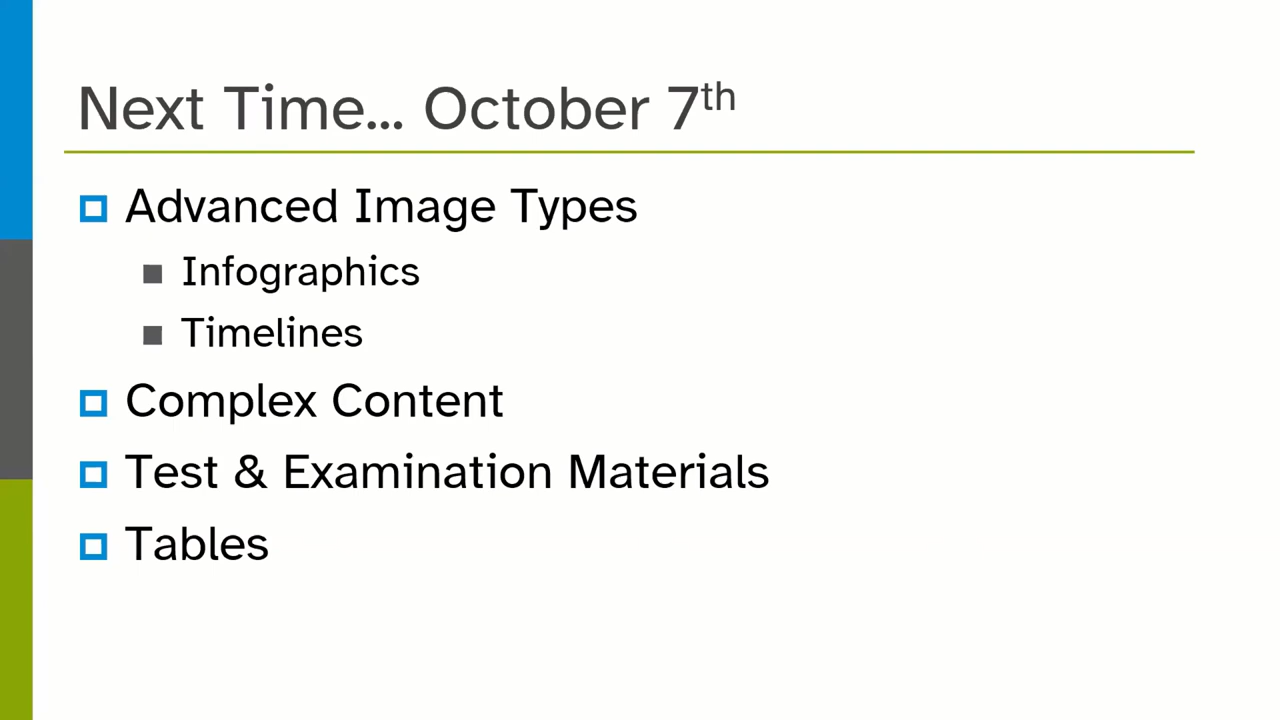 Next Time... October 7th
Advanced Image Types
Infographics
Timelines
Complex Content
Test & Examination Materials
Tables